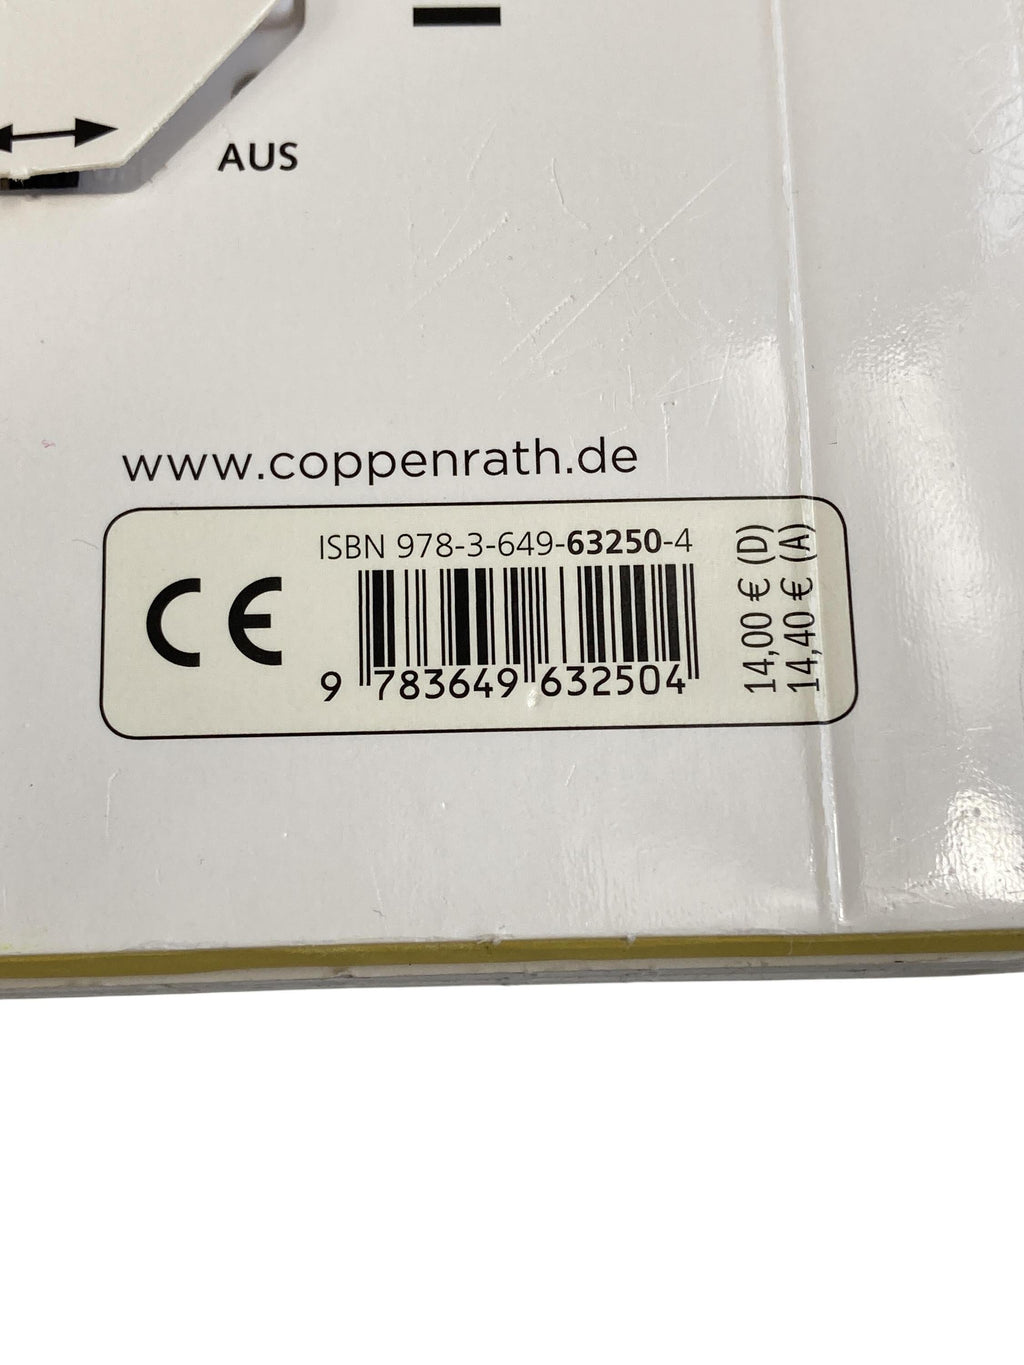 AUS
www.coppenrath.de
ISBN 978-3-649-63250-4
CE
9 783649 632504
14,00 € (D)
14,40 € (A)